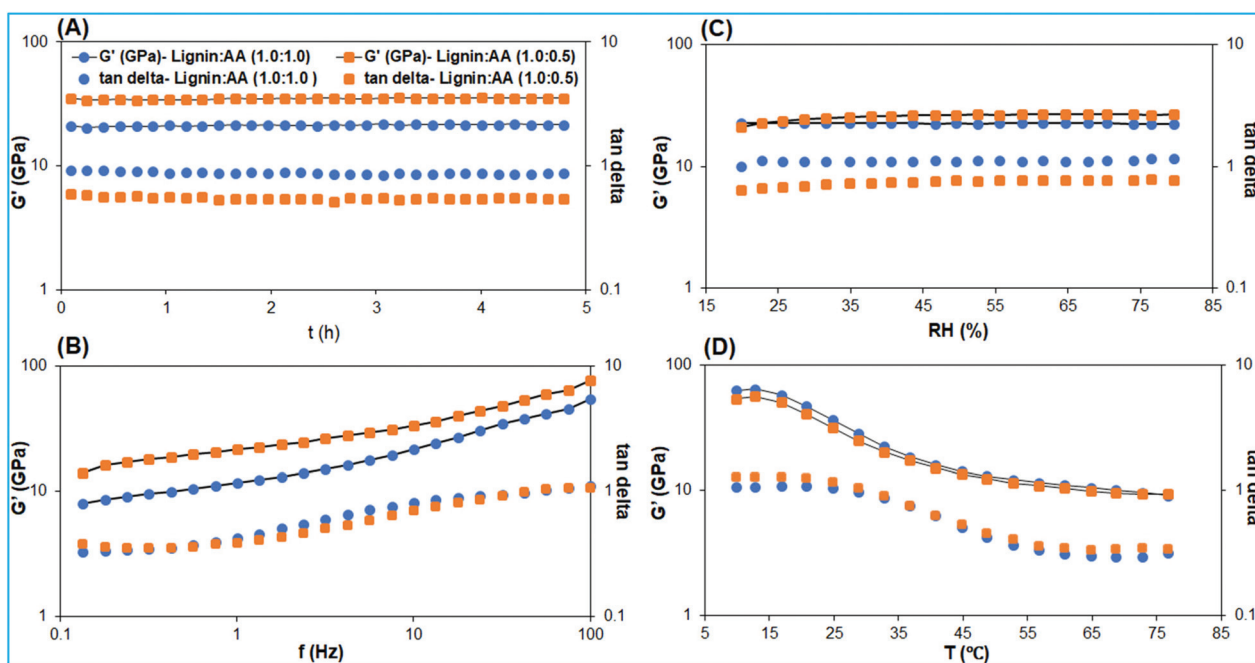 (A)
100
10
1
G' (GPa)
10
1
0.1
tan delta
G' (GPa)- Lignin:AA (1.0:1.0)
G' (GPa)- Lignin:AA (1.0:0.5)
tan delta- Lignin:AA (1.0:1.0 )
tan delta- Lignin:AA (1.0:0.5)
0 1 2 3 4 5
t (h)
(C)
100
10
1
G' (GPa)
10
1
0.1
tan delta
15 25 35 45 55 65 75 85
RH (%)
(B)
100
10
1
G' (GPa)
10
1
0.1
tan delta
0.1 1 10 100
f (Hz)
(D)
100
10
1
G' (GPa)
10
1
0.1
tan delta
5 15 25 35 45 55 65 75 85
T (ºC)